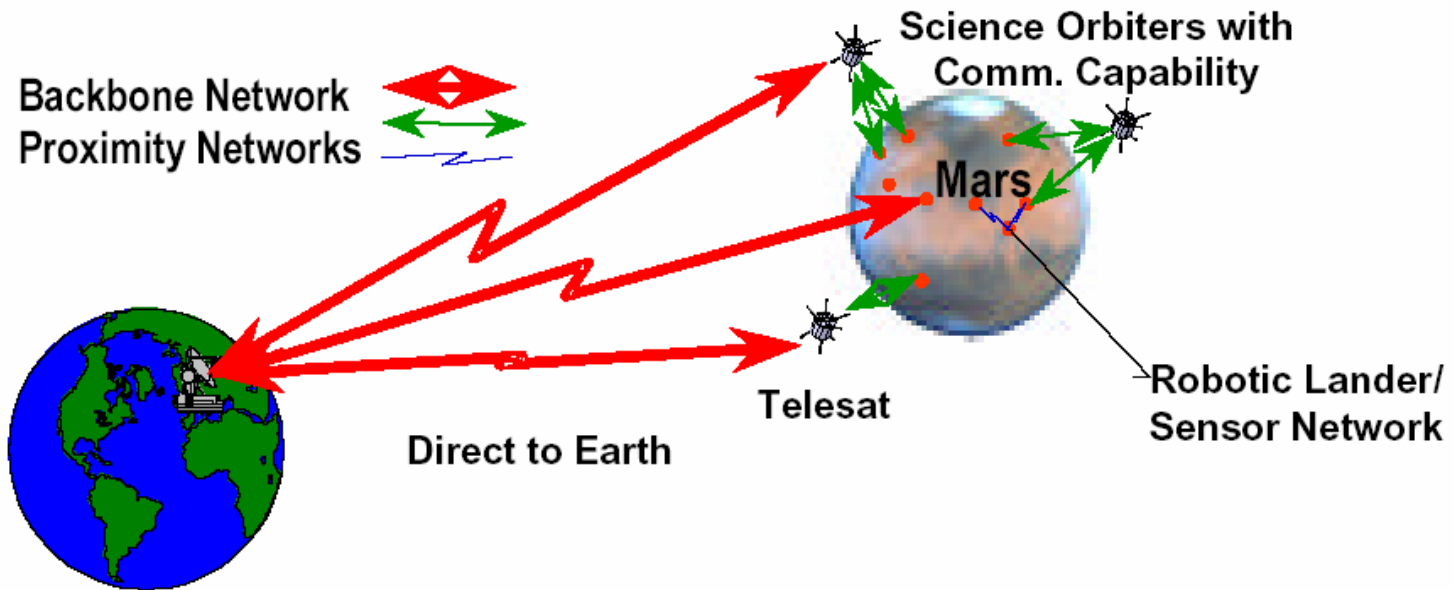 Science Orbiters with
Comm. Capability
Backbone Network
Proximity Networks
Mars
Robotic Lander/
Sensor Network
Telesat
Direct to Earth